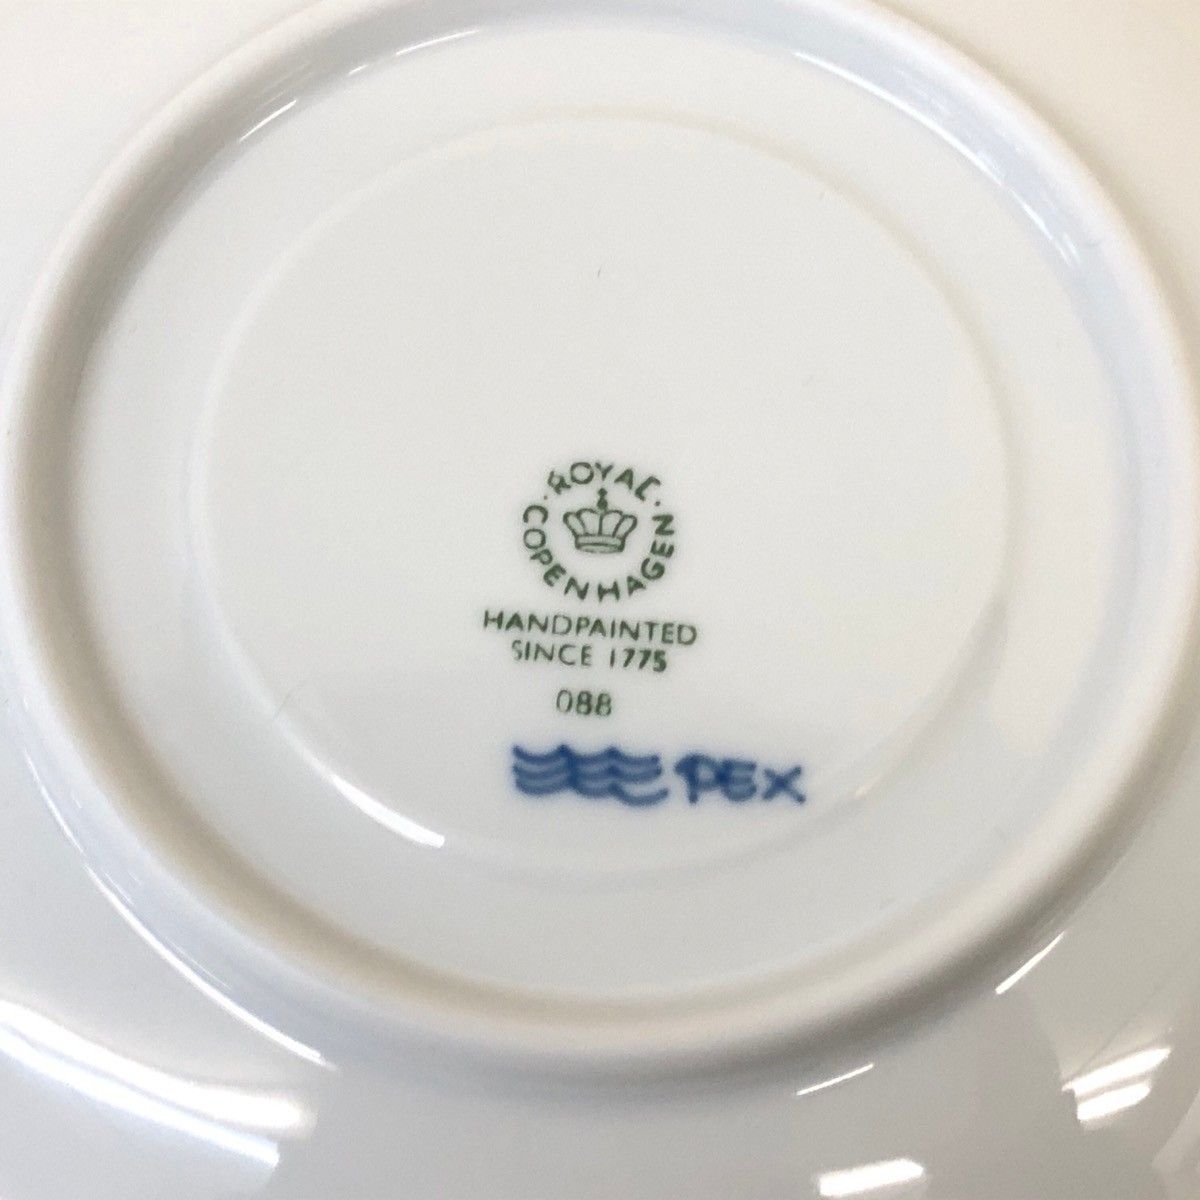 ROYAL COPENHAGEN
HANDPAINTED
SINCE 1775
088
PEX